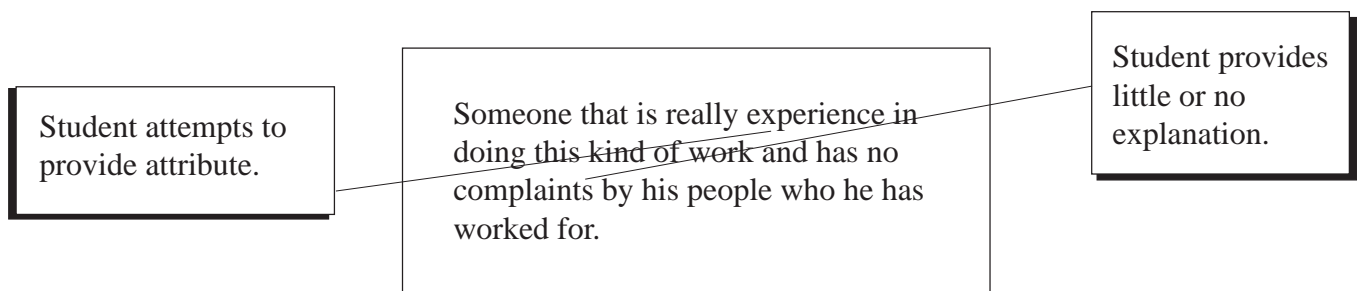 Student attempts to
provide attribute.
Someone that is really experience in
doing this kind of work and has no
complaints by his people who he has
worked for.
Student provides
little or no
explanation.